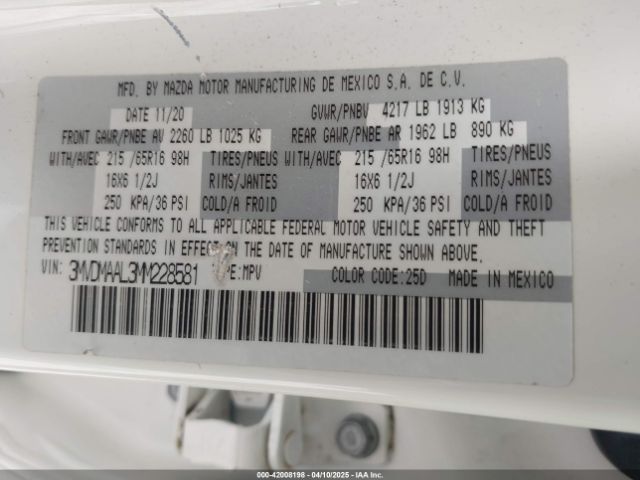 MFD. BY MAZDA MOTOR MANUFACTURING DE MEXICO S.A. DE C.V.
DATE 11/20 GVWR/PNBV 4217 LB 1913 KG
FRONT GAWR/PNBE AV 2260 LB 1025 KG REAR GAWR/PNBE AR 1962 LB 890 KG
WITH/AVEC 215 /65R16 98H TIRES/PNEUS WITH/AVEC 215 /65R16 98H TIRES/PNEUS
16X6 1/2J RIMS/JANTES 16X6 1/2J RIMS/JANTES
250 KPA/36 PSI COLD/A FROID 250 KPA/36 PSI COLD/A FROID
THIS VEHICLE CONFORMS TO ALL APPLICABLE FEDERAL MOTOR VEHICLE SAFETY AND THEFT
PREVENTION STANDARDS IN EFFECT ON THE DATE OF MANUFACTURE SHOWN ABOVE.
VIN: 3MVDMAAL3MM228581 TYPE:MPV COLOR CODE:25D MADE IN MEXICO
000-42008198 - 04/10/2025 - IAA Inc.